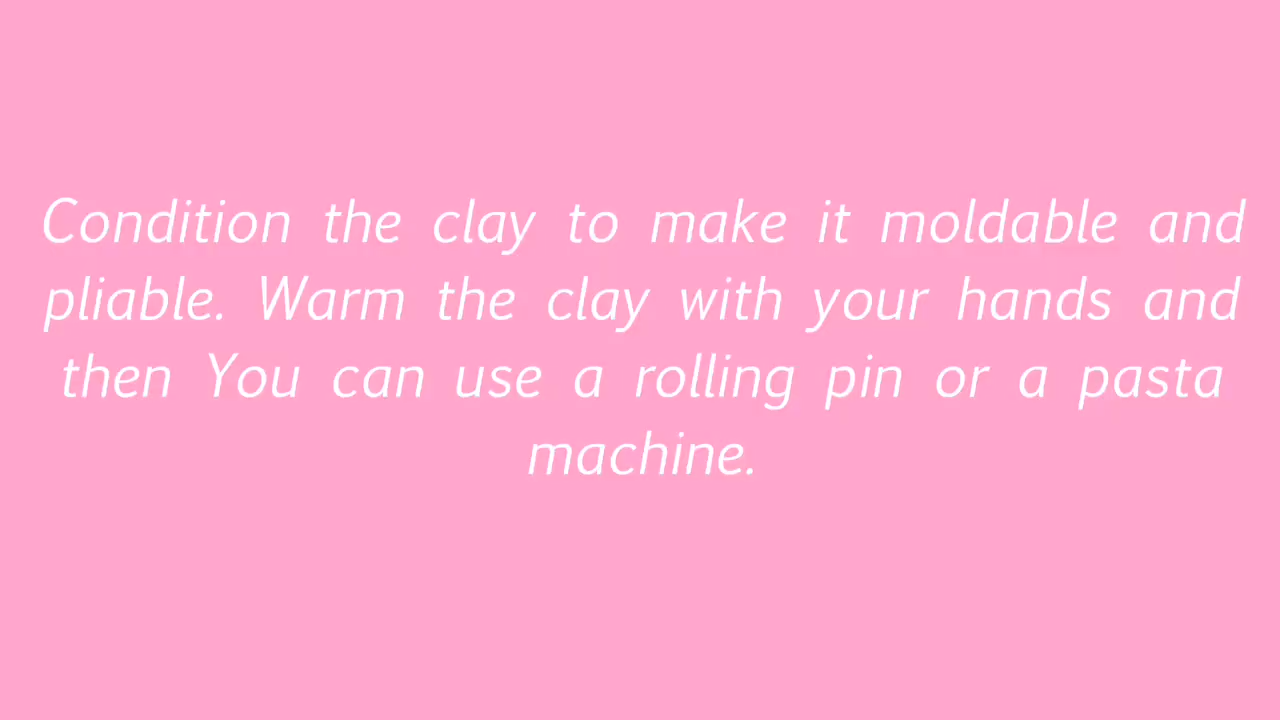 Condition the clay to make it moldable and
pliable. Warm the clay with your hands and
then You can use a rolling pin or a pasta
machine.